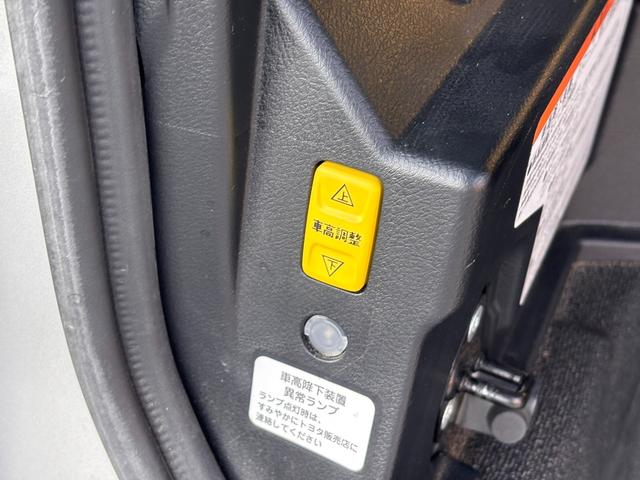 上
車高調整
下
車高降下装置
異常ランプ
ランプ点灯時は、
すみやかにトヨタ販売店に
連絡してください